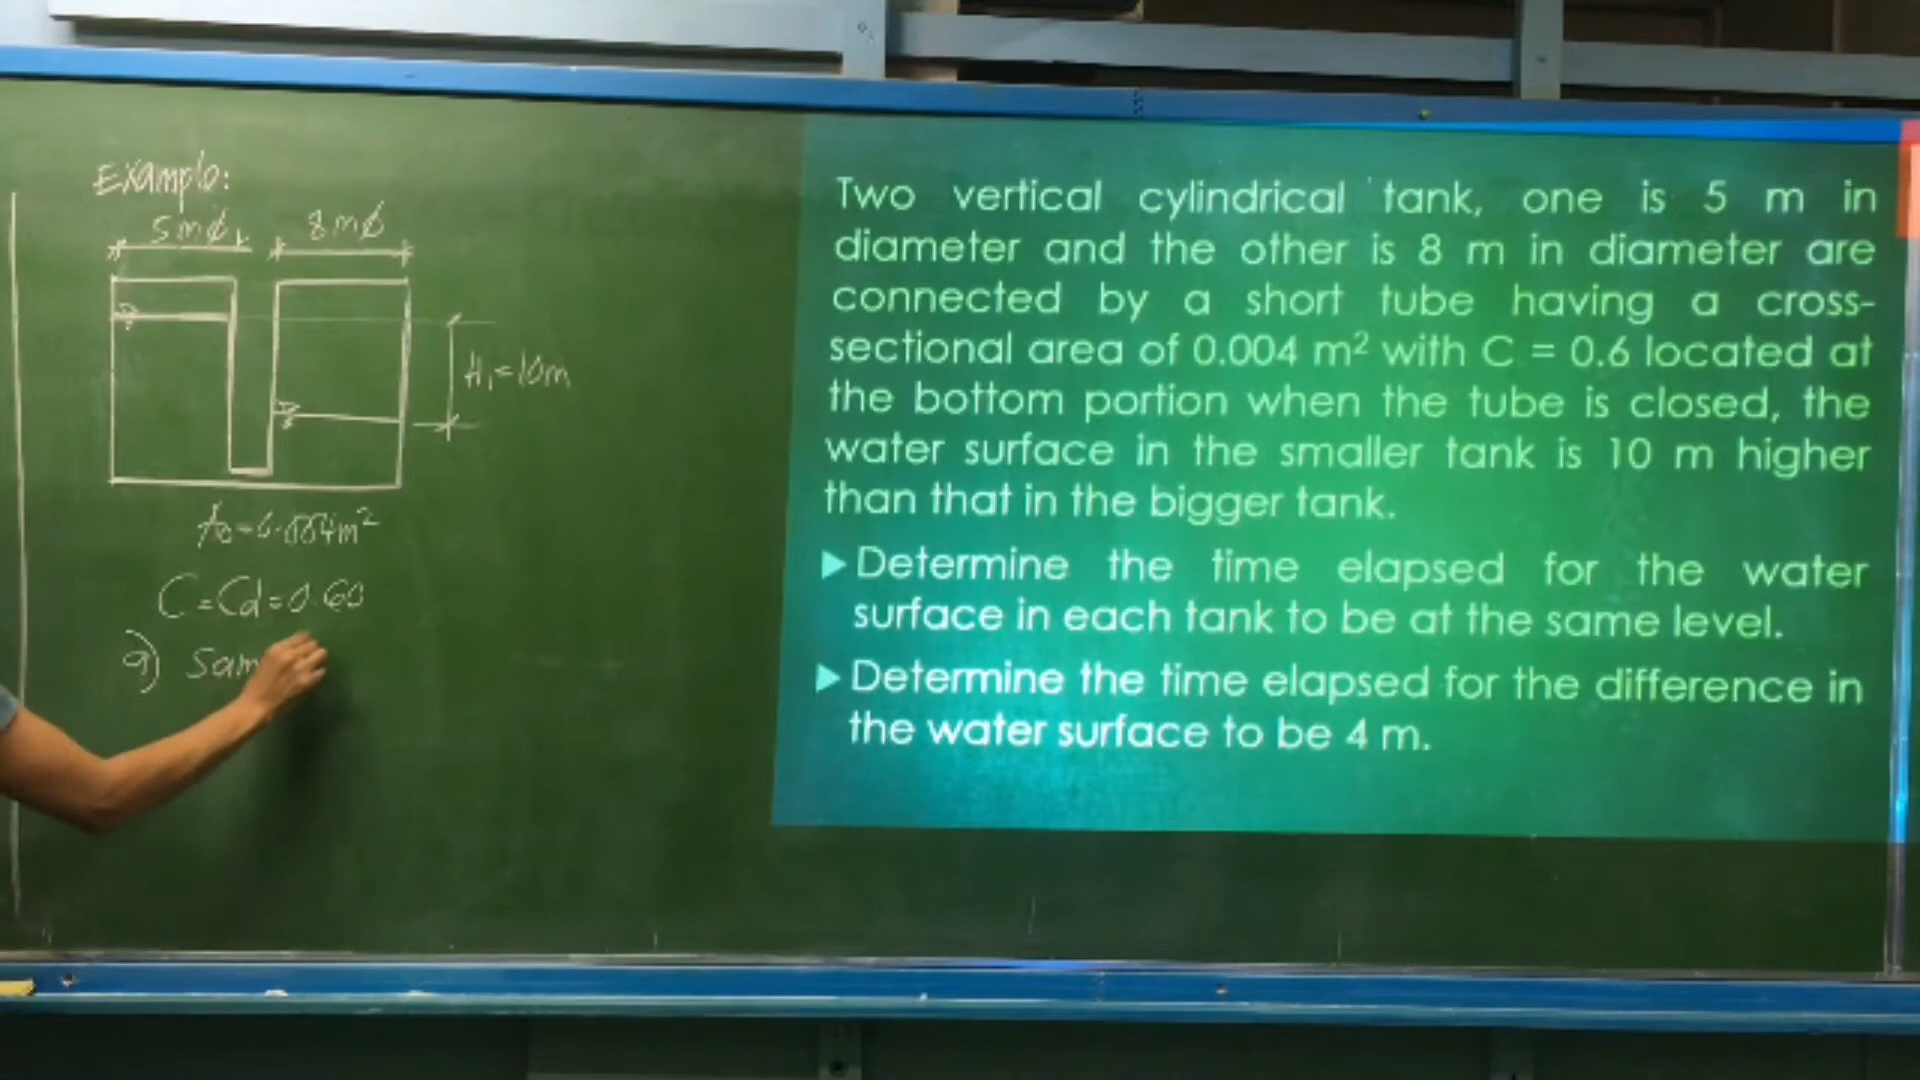 Example:
5mø
8mø
H₁=10m
Ao=0.004m²
C=Cd=0.60
a) Sam
Two vertical cylindrical tank, one is 5 m in
diameter and the other is 8 m in diameter are
connected by a short tube having a cross-
sectional area of 0.004 m² with C = 0.6 located at
the bottom portion when the tube is closed, the
water surface in the smaller tank is 10 m higher
than that in the bigger tank.
Determine the time elapsed for the water
surface in each tank to be at the same level.
Determine the time elapsed for the difference in
the water surface to be 4 m.